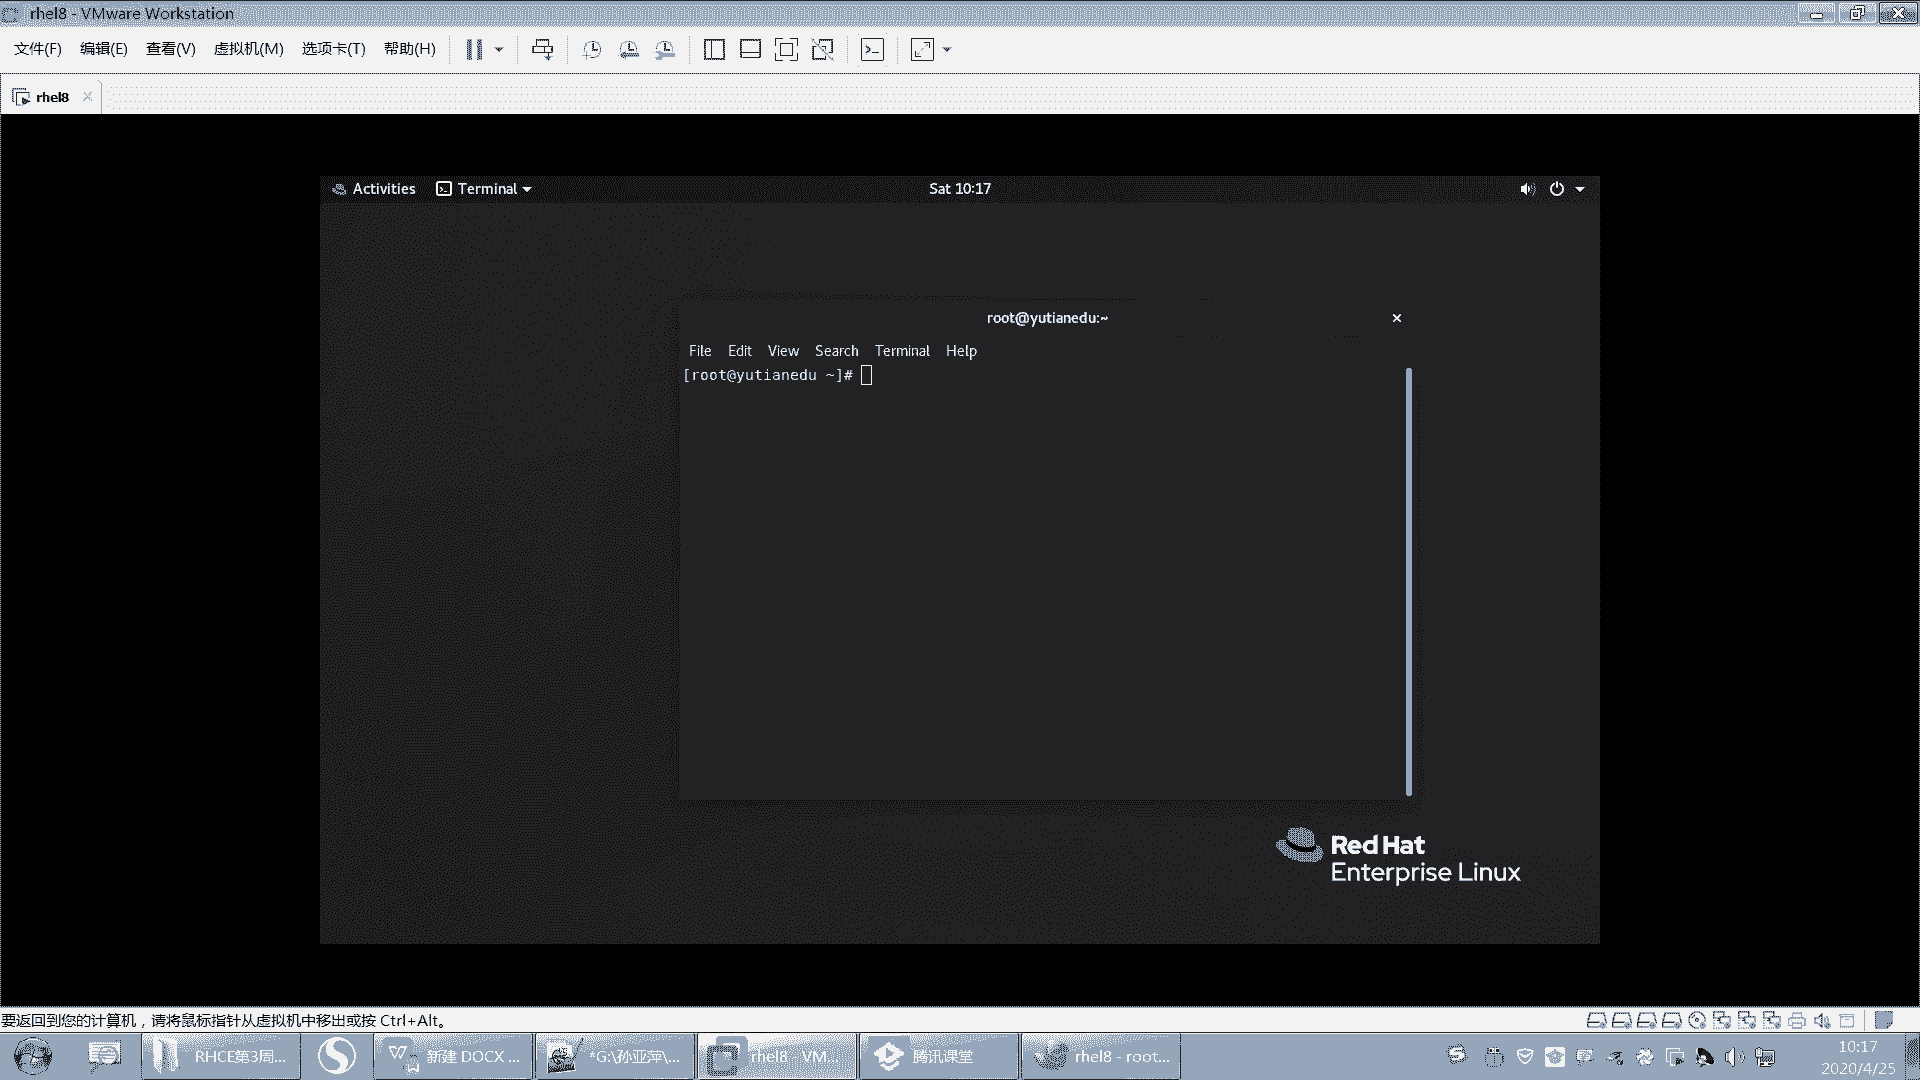 rhel8 - VMware Workstation
文件(F) 编辑(E) 查看(V) 虚拟机(M) 选项卡(T) 帮助(H)
rhel8
Activities Terminal Sat 10:17
root@yutianedu:~
File Edit View Search Terminal Help
[root@yutianedu ~]#
Red Hat
Enterprise Linux
要返回到您的计算机，请将鼠标指针从虚拟机中移出或按 Ctrl+Alt。
RHCE第3周... 新建 DOCX ... *G:\孙亚萍\... rhel8 - VM... 腾讯课堂 rhel8 - root... 10:17
2020/4/25